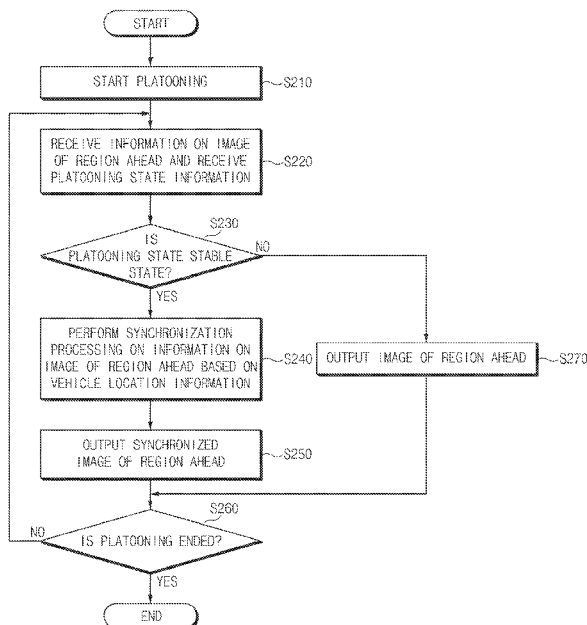 START
START PLATOONING
S210
RECEIVE INFORMATION ON IMAGE
OF REGION AHEAD AND RECEIVE
PLATOONING STATE INFORMATION
S220
S230
IS
PLATOONING STATE STABLE
STATE?
NO
YES
PERFORM SYNCHRONIZATION
PROCESSING ON INFORMATION ON
IMAGE OF REGION AHEAD BASED ON
VEHICLE LOCATION INFORMATION
S240
OUTPUT IMAGE OF REGION AHEAD
S270
OUTPUT SYNCHRONIZED
IMAGE OF REGION AHEAD
S250
S260
NO
IS PLATOONING ENDED?
YES
END